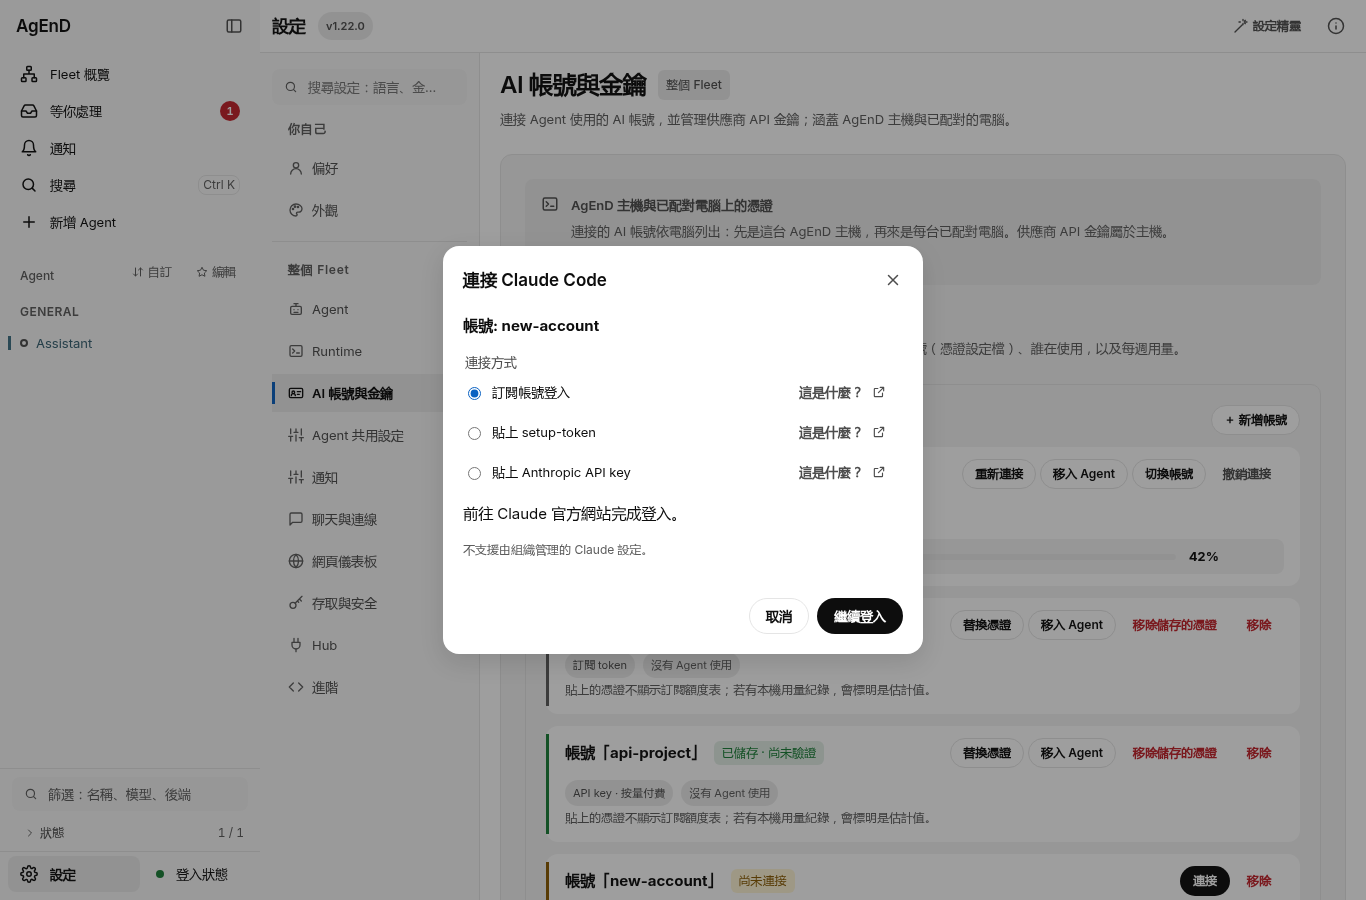 AgEnD
Fleet 概覽
等你處理
1
通知
搜尋
Ctrl K
新增 Agent
Agent
自訂
編輯
GENERAL
Assistant
篩選：名稱、模型、後端
狀態
1 / 1
設定
登入狀態
設定
v1.22.0
設定精靈
搜尋設定：語言、金...
你自己
偏好
外觀
整個 Fleet
Agent
Runtime
AI 帳號與金鑰
Agent 共用設定
通知
聊天與連線
網頁儀表板
存取與安全
Hub
進階
AI 帳號與金鑰
整個 Fleet
連接 Agent 使用的 AI 帳號，並管理供應商 API 金鑰；涵蓋 AgEnD 主機與已配對的電腦。
AgEnD 主機與已配對電腦上的憑證
連接的 AI 帳號依電腦列出：先是這台 AgEnD 主機，再來是每台已配對電腦。供應商 API 金鑰屬於主機。
（憑證設定檔）、誰在使用，以及每週用量。
+ 新增帳號
重新連接
移入 Agent
切換帳號
撤銷連接
42%
替換憑證
移入 Agent
移除儲存的憑證
移除
訂閱 token
沒有 Agent 使用
貼上的憑證不顯示訂閱額度表；若有本機用量紀錄，會標明是估計值。
帳號「api-project」
已儲存 · 尚未驗證
替換憑證
移入 Agent
移除儲存的憑證
移除
API key · 按量付費
沒有 Agent 使用
貼上的憑證不顯示訂閱額度表；若有本機用量紀錄，會標明是估計值。
帳號「new-account」
尚未連接
連接
移除
連接 Claude Code
帳號: new-account
連接方式
訂閱帳號登入
這是什麼？
貼上 setup-token
這是什麼？
貼上 Anthropic API key
這是什麼？
前往 Claude 官方網站完成登入。
不支援由組織管理的 Claude 設定。
取消
繼續登入